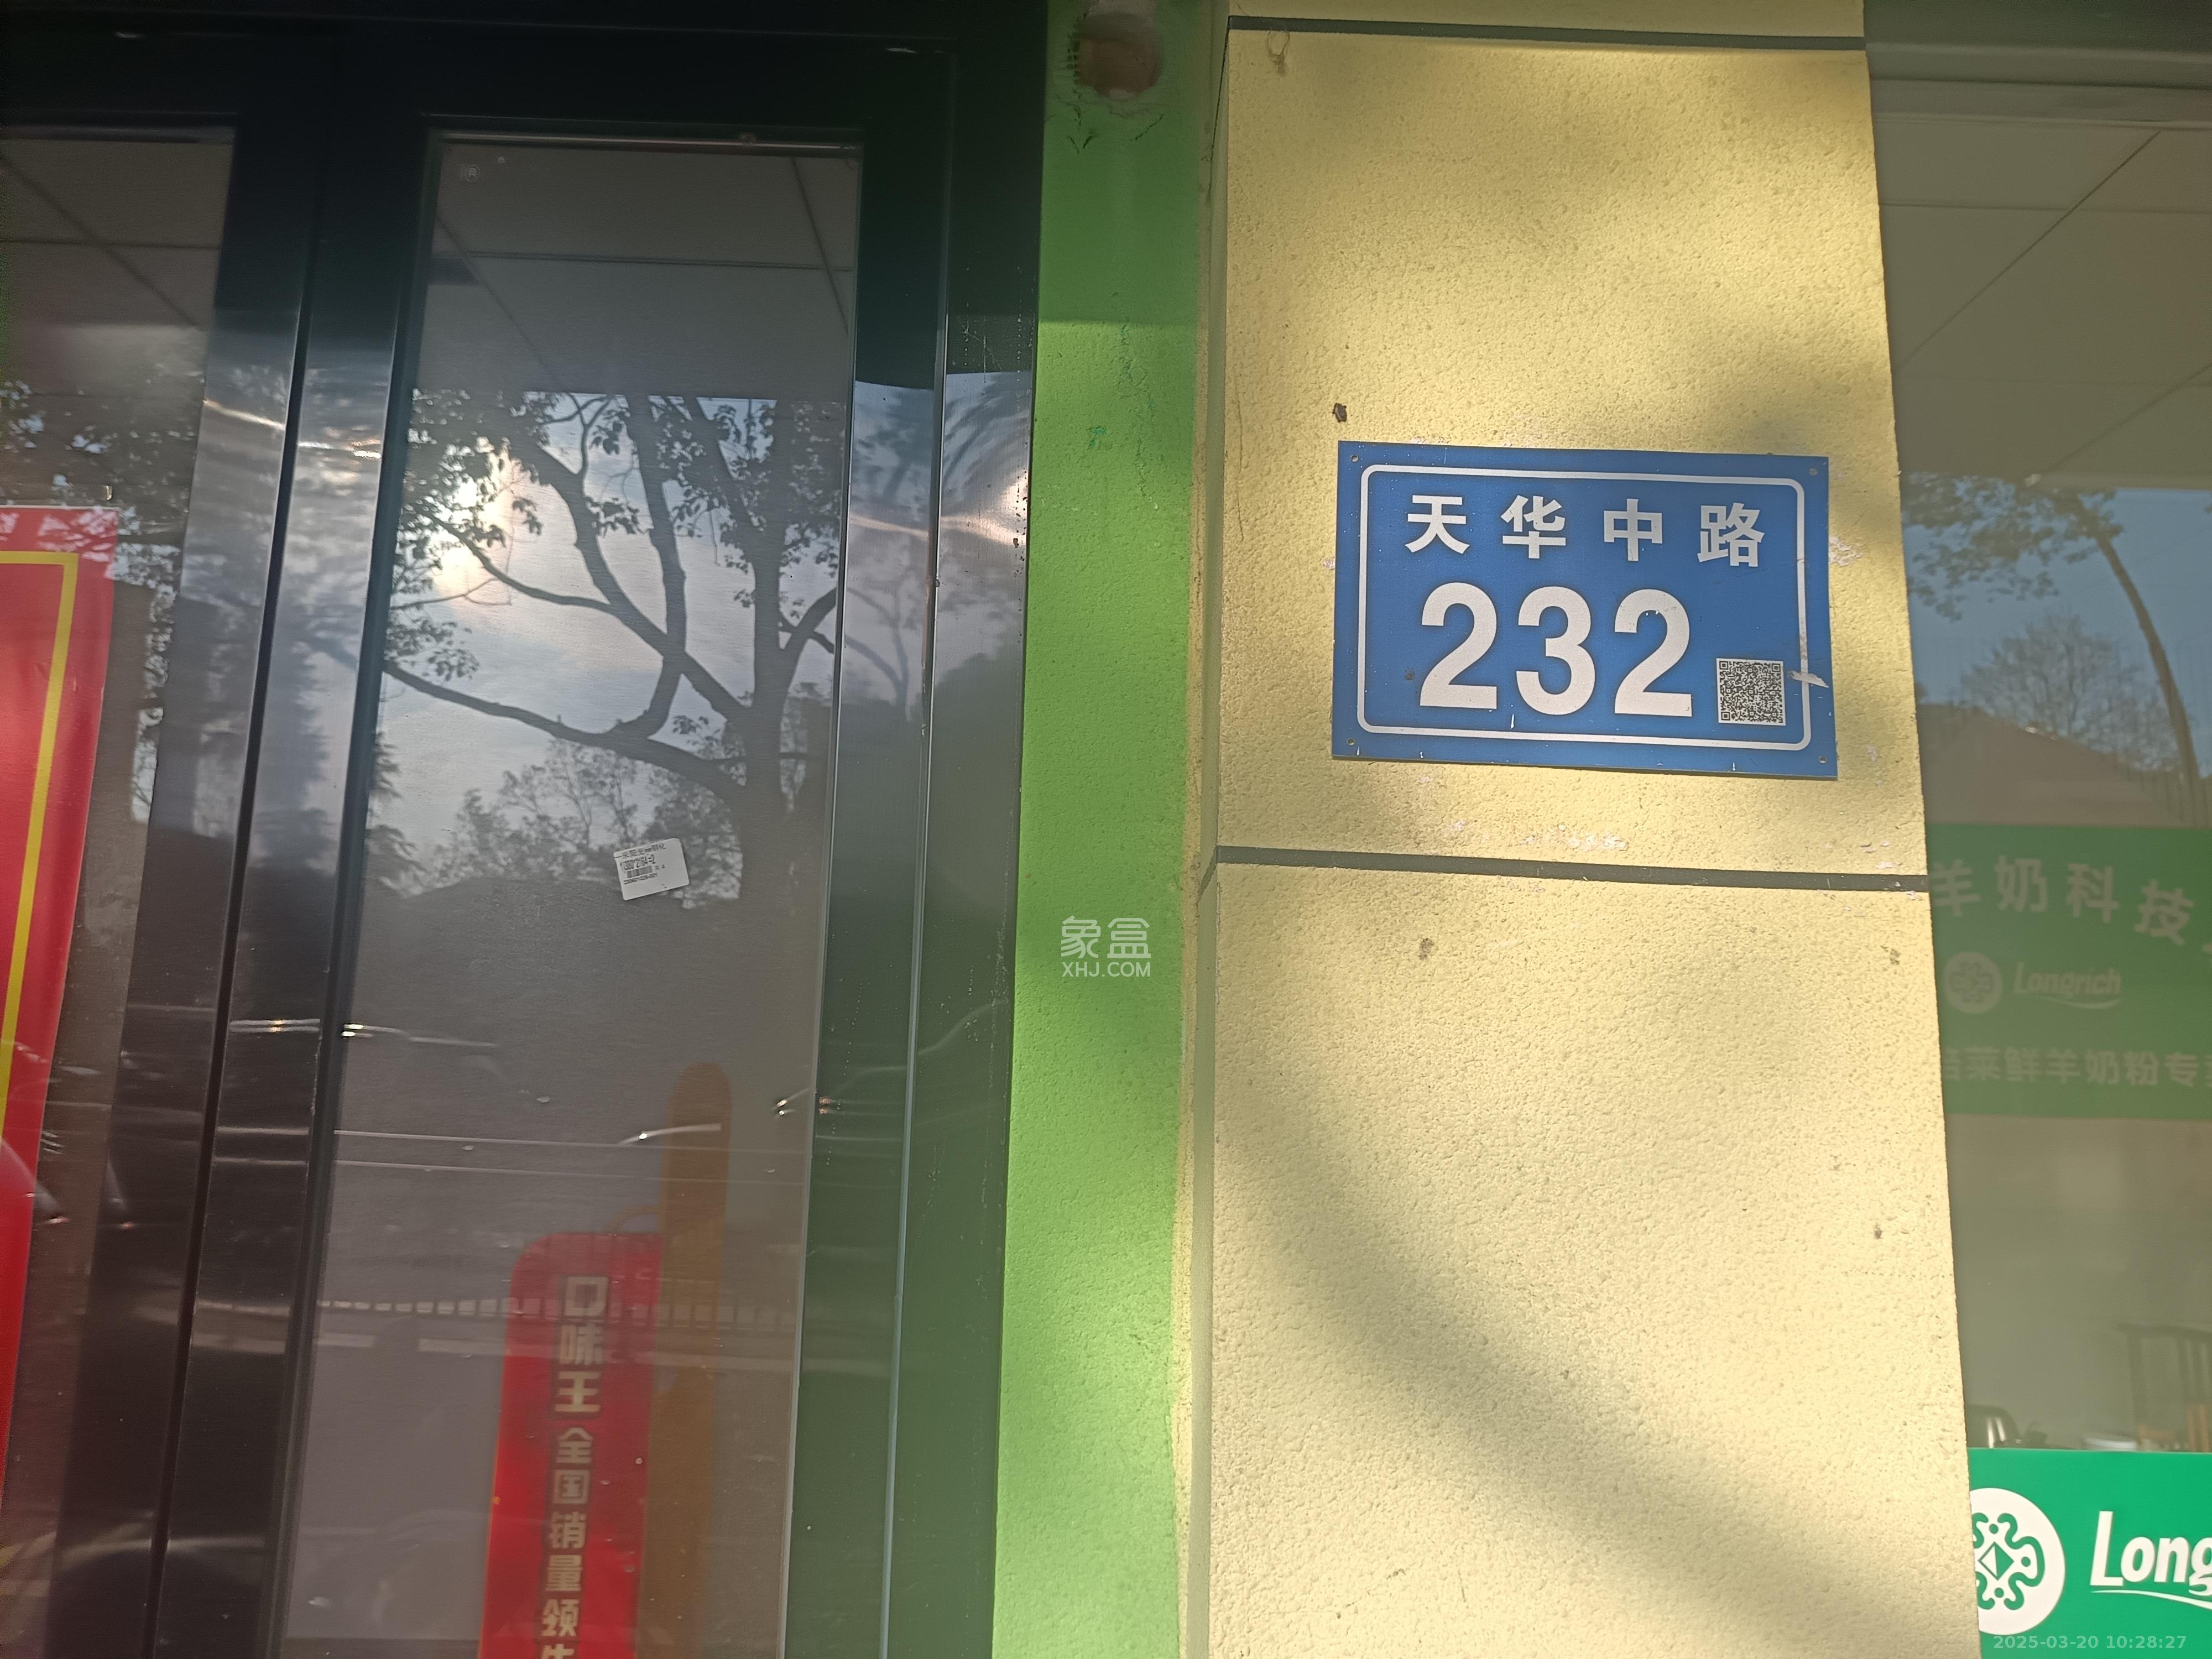 天华中路
232
羊奶科技
Longrich
莱鲜羊奶粉专
象盒
XHJ.COM
口味王全国销量领
Long
2025-03-20 10:28:27